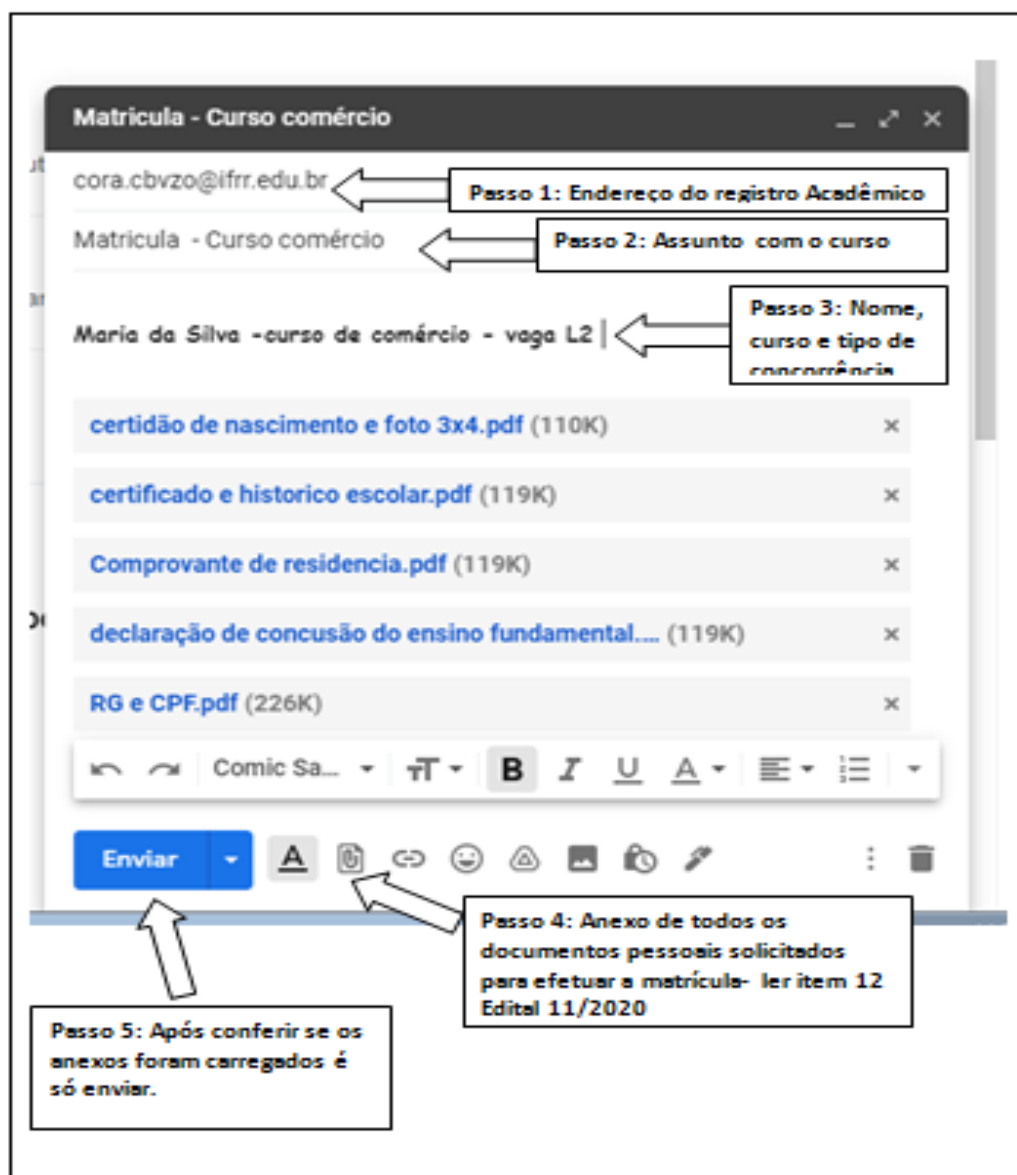 Matricula - Curso comércio
cora.cbvzo@ifrr.edu.br
Passo 1: Endereço do registro Acadêmico
Matricula - Curso comércio
Passo 2: Assunto com o curso
Maria da Silva -curso de comércio - vaga L2
Passo 3: Nome,
curso e tipo de
concorrência
certidão de nascimento e foto 3x4.pdf (110K)
certificado e historico escolar.pdf (119K)
Comprovante de residencia.pdf (119K)
declaração de concusão do ensino fundamental.... (119K)
RG e CPF.pdf (226K)
Comic Sa...
Enviar
Passo 4: Anexo de todos os
documentos pessoais solicitados
para efetuar a matrícula- ler item 12
Edital 11/2020
Passo 5: Após conferir se os
anexos foram carregados é
só enviar.